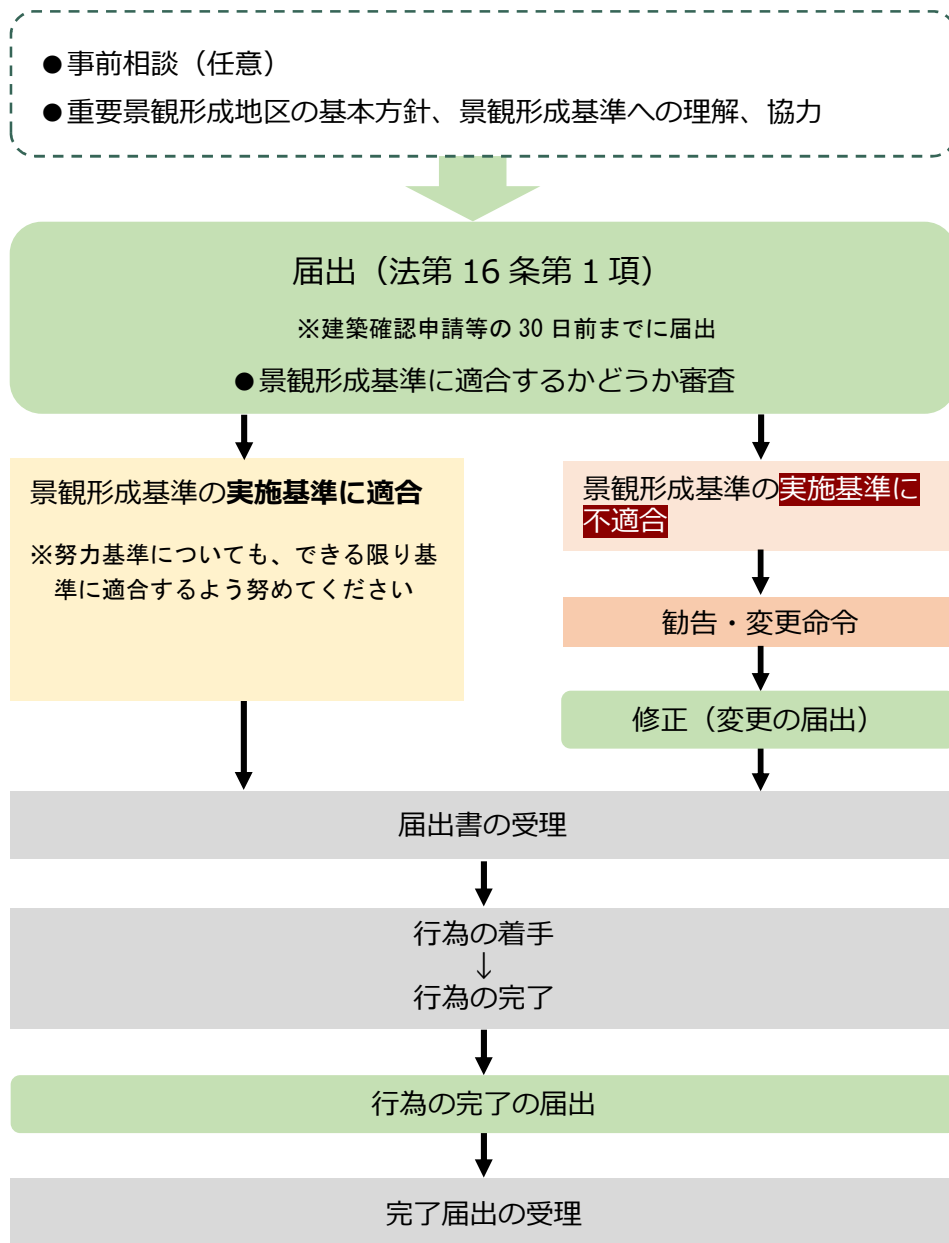 ●事前相談（任意）
●重要景観形成地区の基本方針、景観形成基準への理解、協力
届出（法第 16 条第 1 項）
※建築確認申請等の 30 日前までに届出
●景観形成基準に適合するかどうか審査
景観形成基準の実施基準に適合
※努力基準についても、できる限り基
準に適合するよう努めてください
景観形成基準の実施基準に
不適合
勧告・変更命令
修正（変更の届出）
届出書の受理
行為の着手
↓
行為の完了
行為の完了の届出
完了届出の受理